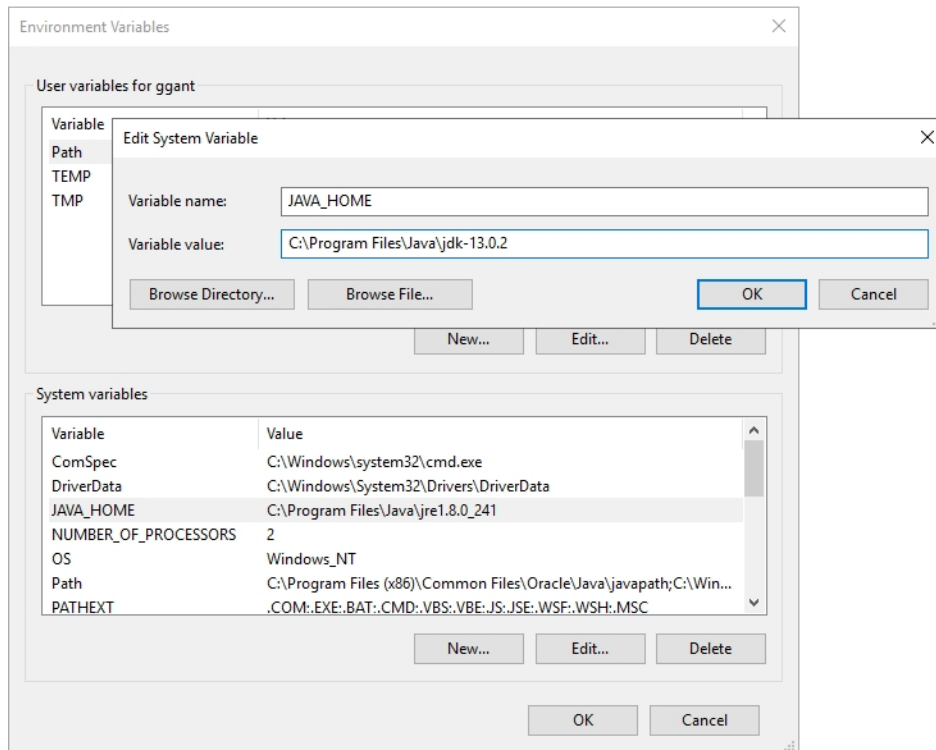 Environment Variables
User variables for ggant
Variable
Path
TEMP
TMP
Edit System Variable
Variable name: JAVA_HOME
Variable value: C:\Program Files\Java\jdk-13.0.2
Browse Directory... Browse File... OK Cancel
New... Edit... Delete
System variables
Variable Value
ComSpec C:\Windows\system32\cmd.exe
DriverData C:\Windows\System32\Drivers\DriverData
JAVA_HOME C:\Program Files\Java\jre1.8.0_241
NUMBER_OF_PROCESSORS 2
OS Windows_NT
Path C:\Program Files (x86)\Common Files\Oracle\Java\javapath;C:\Win...
PATHEXT .COM;.EXE;.BAT;.CMD;.VBS;.VBE;.JS;.JSE;.WSF;.WSH;.MSC
New... Edit... Delete
OK Cancel